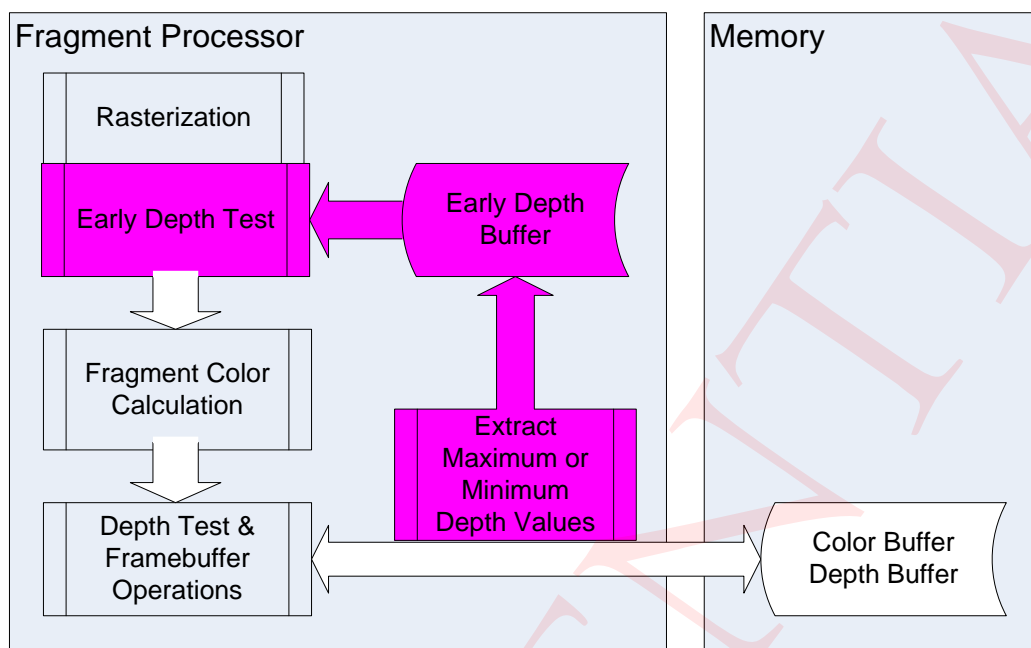 Fragment Processor
Memory
Rasterization
Early Depth Test
Early Depth
Buffer
Fragment Color
Calculation
Extract
Maximum or
Minimum
Depth Values
Depth Test &
Framebuffer
Operations
Color Buffer
Depth Buffer
NTIA